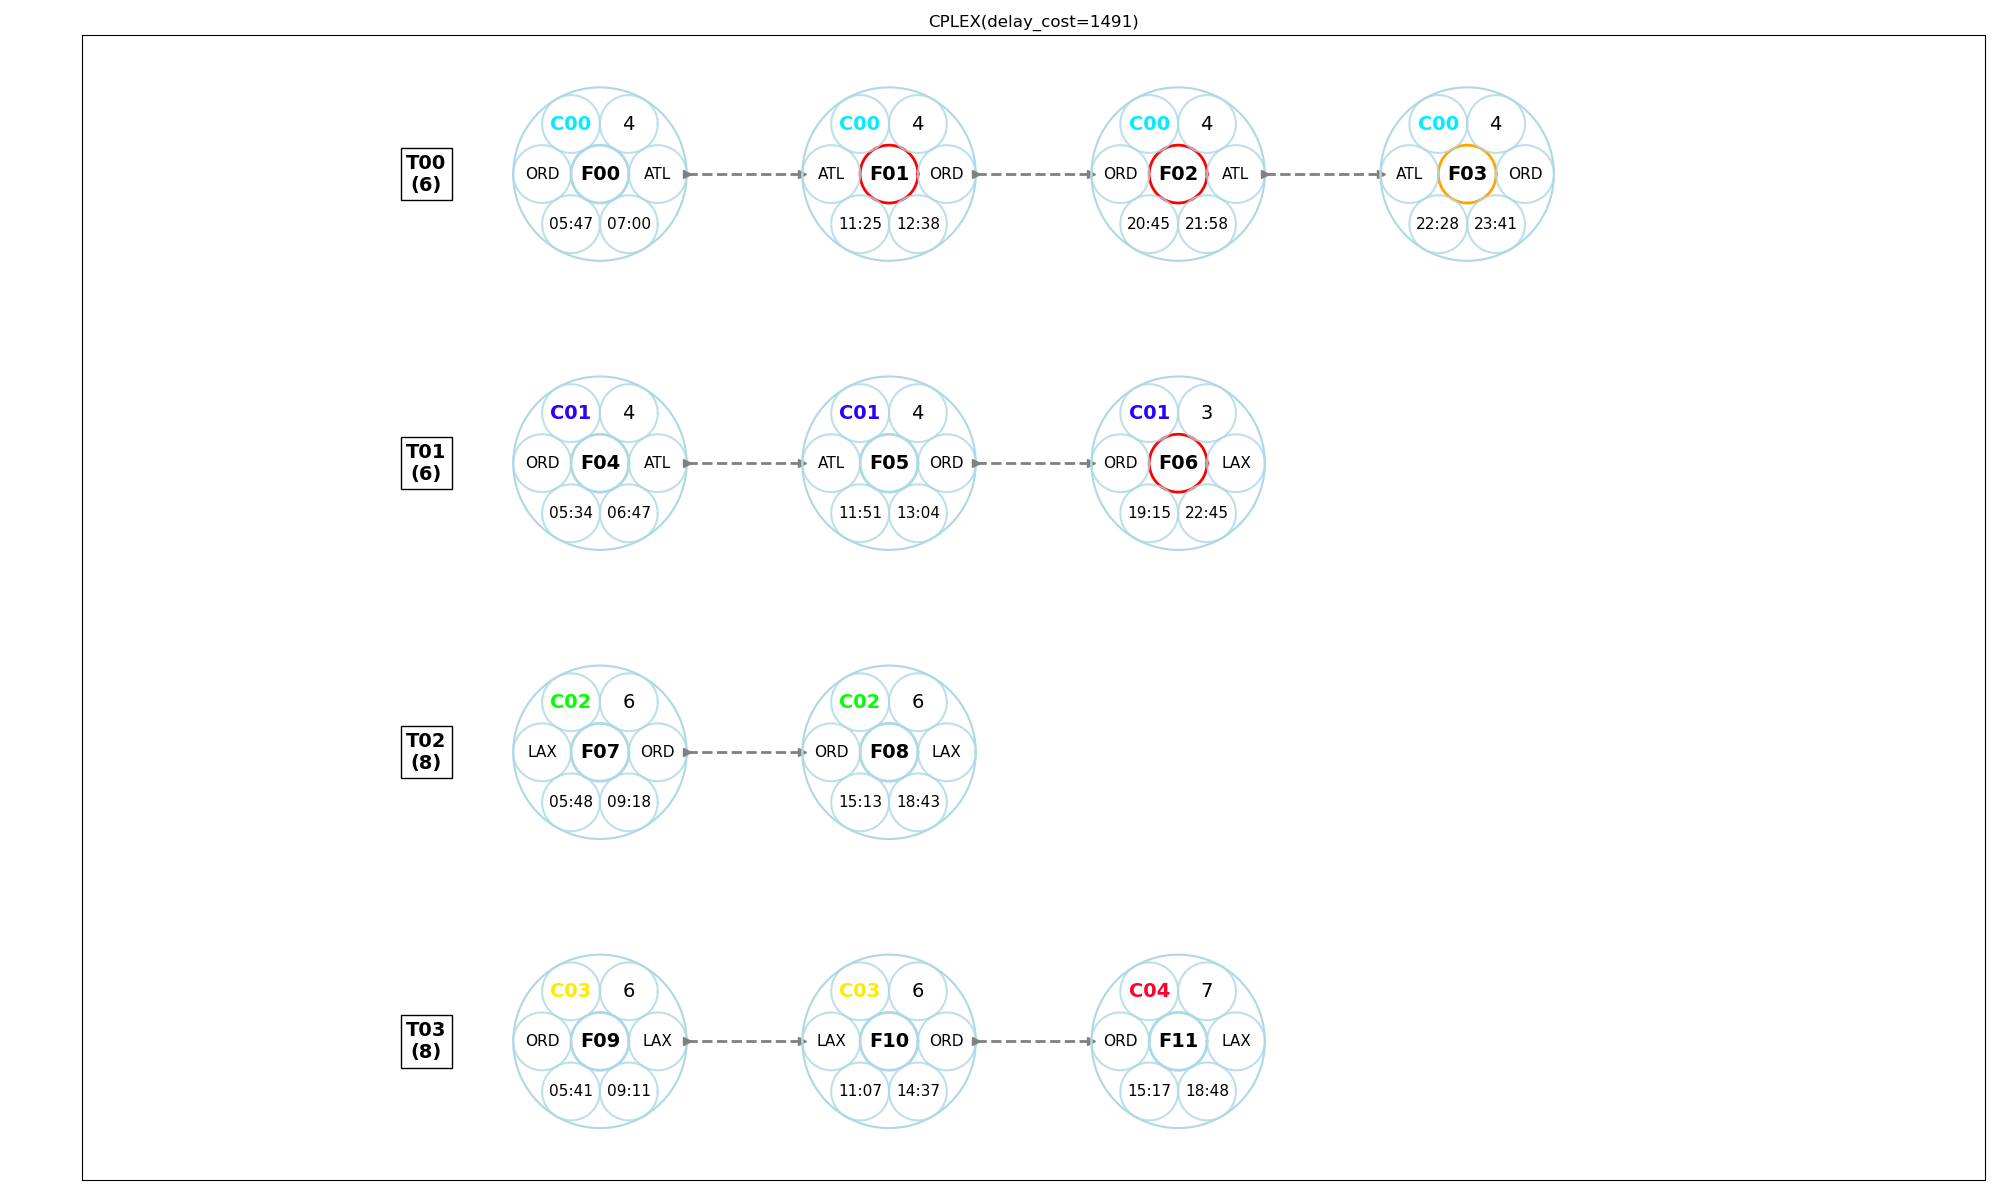 CPLEX(delay_cost=1491)
C00 4 C00 4 C00 4 C00 4
T00
(6)
ORD F00 ATL ATL F01 ORD ORD F02 ATL ATL F03 ORD
05:47 07:00 11:25 12:38 20:45 21:58 22:28 23:41
C01 4 C01 4 C01 3
T01
(6)
ORD F04 ATL ATL F05 ORD ORD F06 LAX
05:34 06:47 11:51 13:04 19:15 22:45
C02 6 C02 6
T02
(8)
LAX F07 ORD ORD F08 LAX
05:48 09:18 15:13 18:43
C03 6 C03 6 C04 7
T03
(8)
ORD F09 LAX LAX F10 ORD ORD F11 LAX
05:41 09:11 11:07 14:37 15:17 18:48